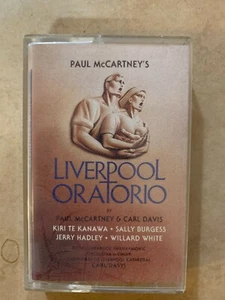 PAUL McCARTNEY'S
LIVERPOOL
ORATORIO
BY
PAUL McCARTNEY & CARL DAVIS
KIRI TE KANAWA • SALLY BURGESS
JERRY HADLEY • WILLARD WHITE
CARL DAVIS